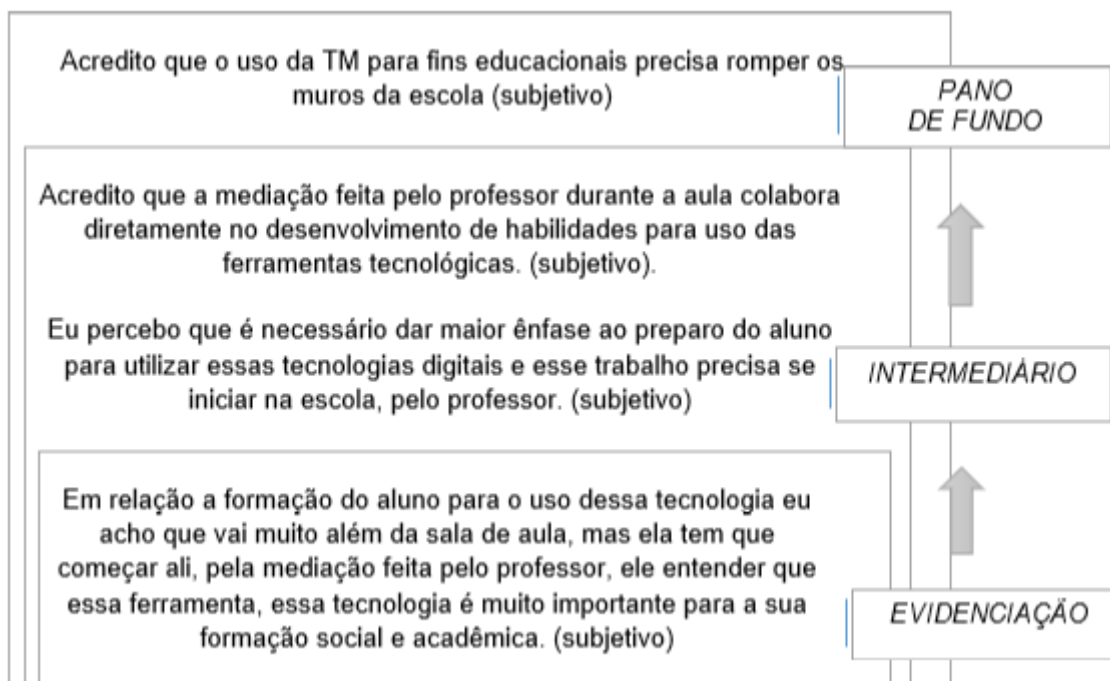 Acredito que o uso da TM para fins educacionais precisa romper os
muros da escola (subjetivo)
PANO
DE FUNDO
Acredito que a mediação feita pelo professor durante a aula colabora
diretamente no desenvolvimento de habilidades para uso das
ferramentas tecnológicas. (subjetivo).
Eu percebo que é necessário dar maior ênfase ao preparo do aluno
para utilizar essas tecnologias digitais e esse trabalho precisa se
iniciar na escola, pelo professor. (subjetivo)
INTERMEDIÁRIO
Em relação a formação do aluno para o uso dessa tecnologia eu
acho que vai muito além da sala de aula, mas ela tem que
começar ali, pela mediação feita pelo professor, ele entender que
essa ferramenta, essa tecnologia é muito importante para a sua
formação social e acadêmica. (subjetivo)
EVIDENCIAÇÃO